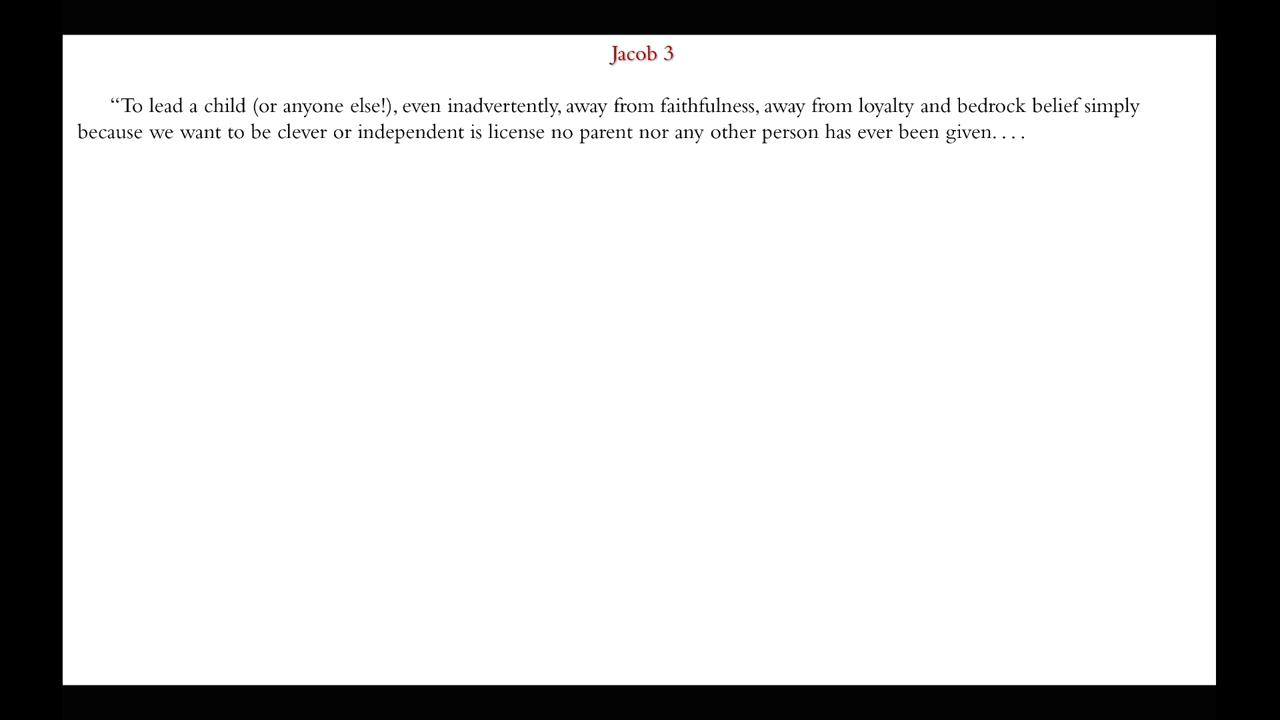 Jacob 3
“To lead a child (or anyone else!), even inadvertently, away from faithfulness, away from loyalty and bedrock belief simply
because we want to be clever or independent is license no parent nor any other person has ever been given. . . .